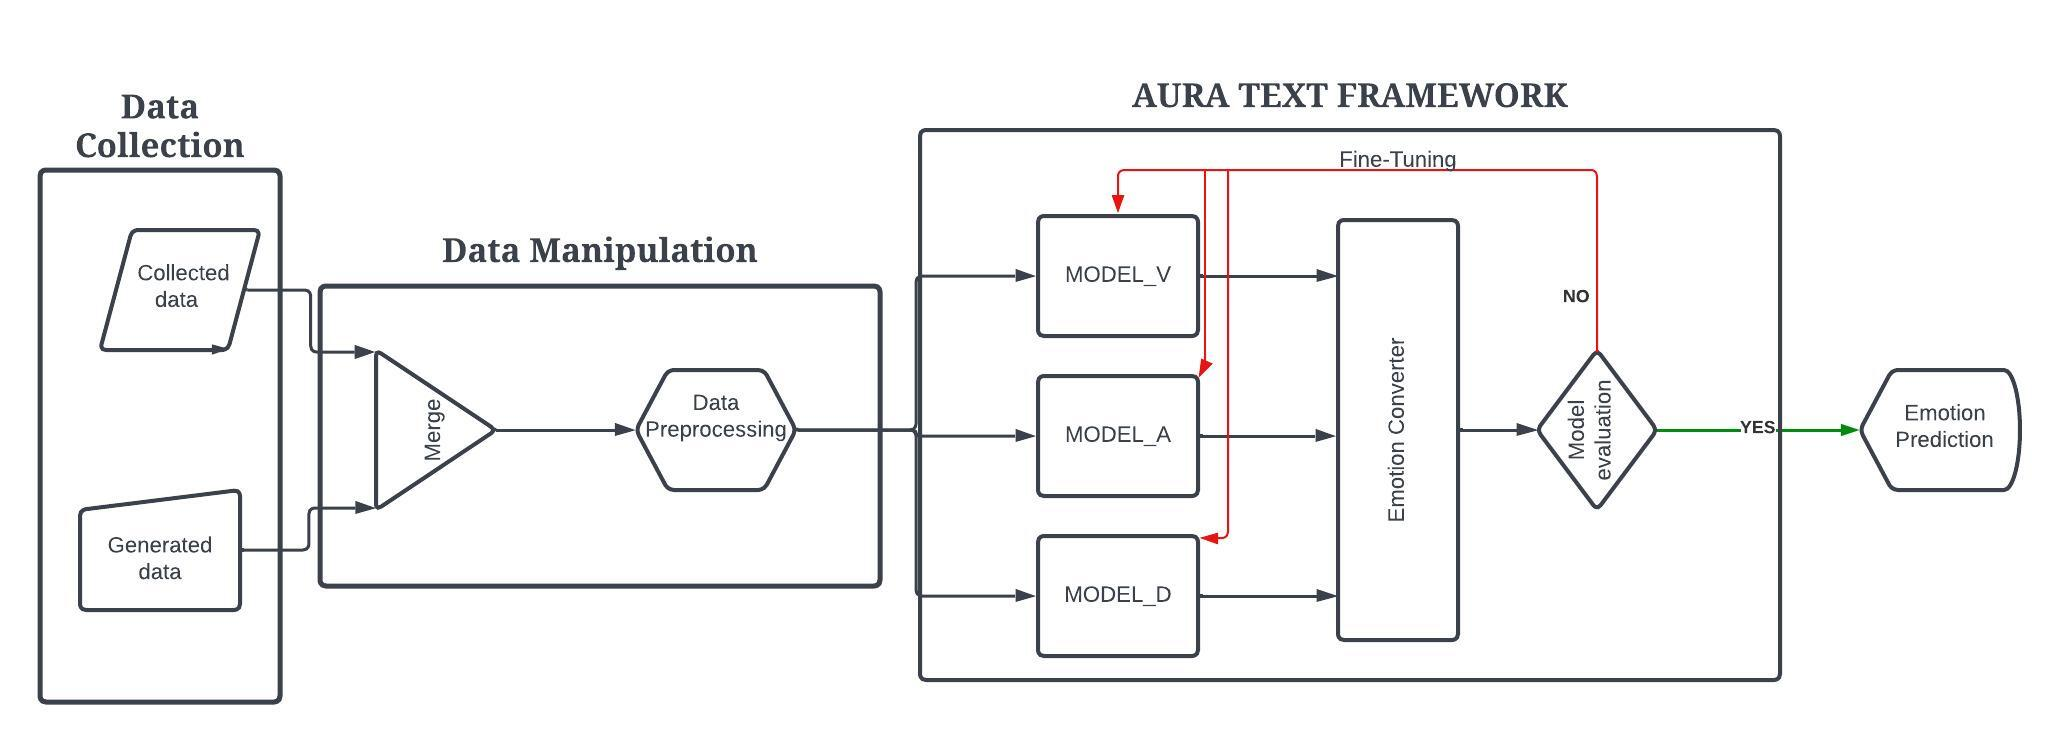 Data
Collection
Collected
data
Generated
data
Data Manipulation
Merge
Data
Preprocessing
AURA TEXT FRAMEWORK
Fine-Tuning
MODEL_V
MODEL_A
MODEL_D
Emotion Converter
NO
Model
evaluation
YES
Emotion
Prediction